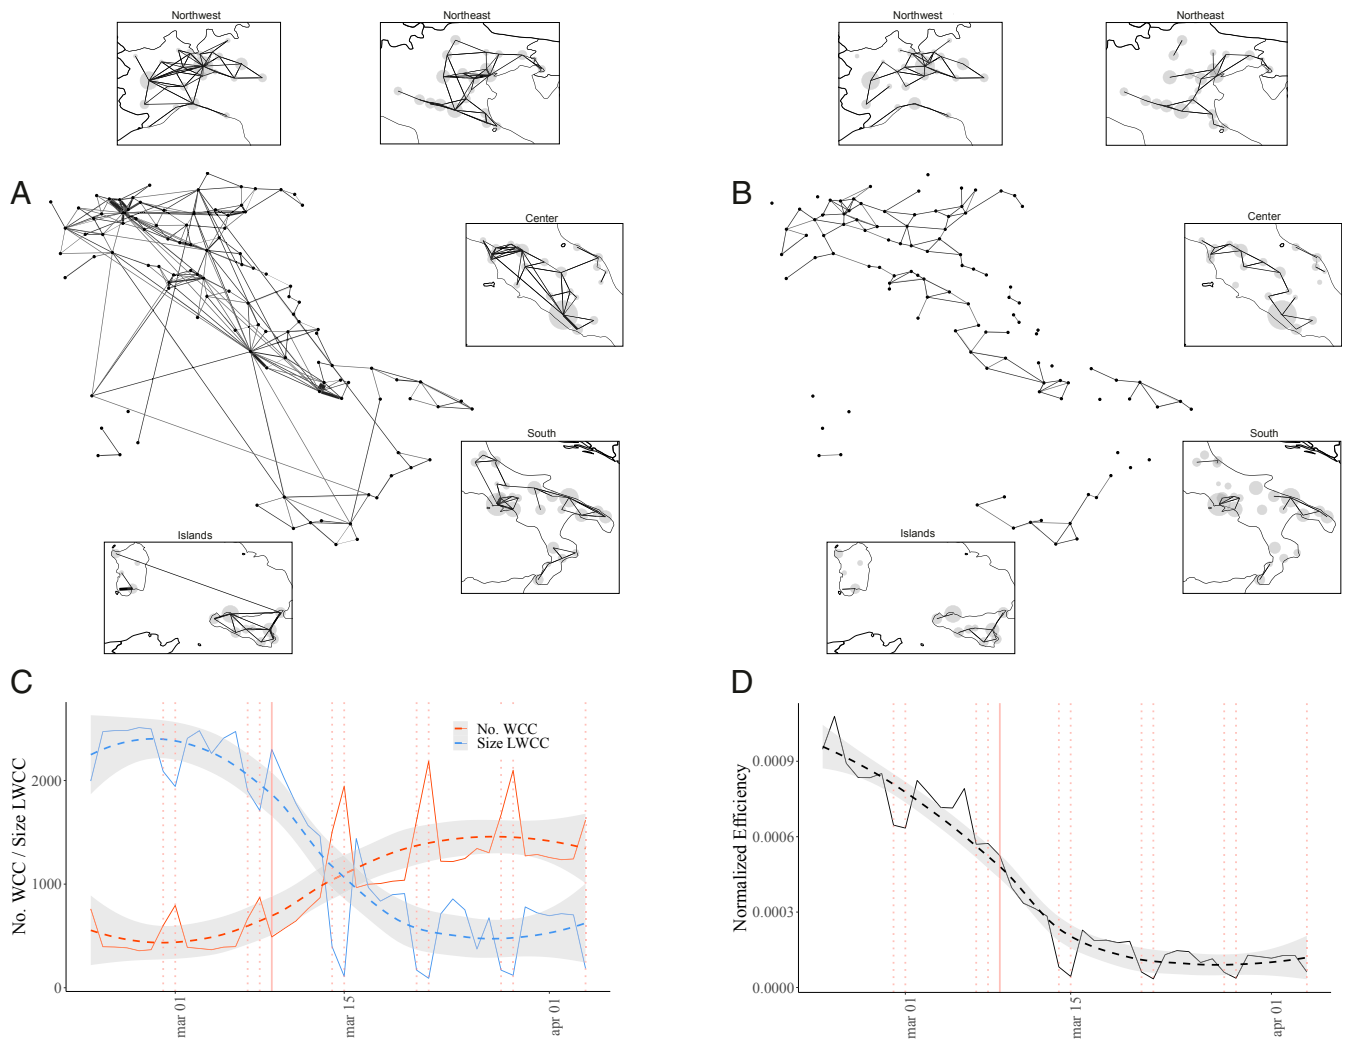 Northwest
Northeast
Northwest
Northeast
A
B
Center
Center
South
South
Islands
Islands
C
D
No. WCC
Size LWCC
No. WCC / Size LWCC
2000
1000
0
mar 01
mar 15
apr 01
Normalized Efficiency
0.0009
0.0006
0.0003
0.0000
mar 01
mar 15
apr 01